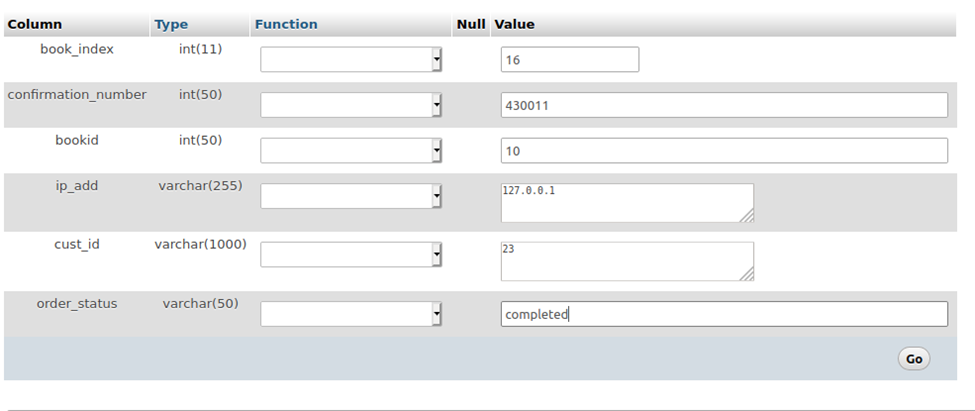 Column Type Function Null Value
book_index int(11) 16
confirmation_number int(50) 430011
bookid int(50) 10
ip_add varchar(255) 127.0.0.1
cust_id varchar(1000) 23
order_status varchar(50) completed
Go